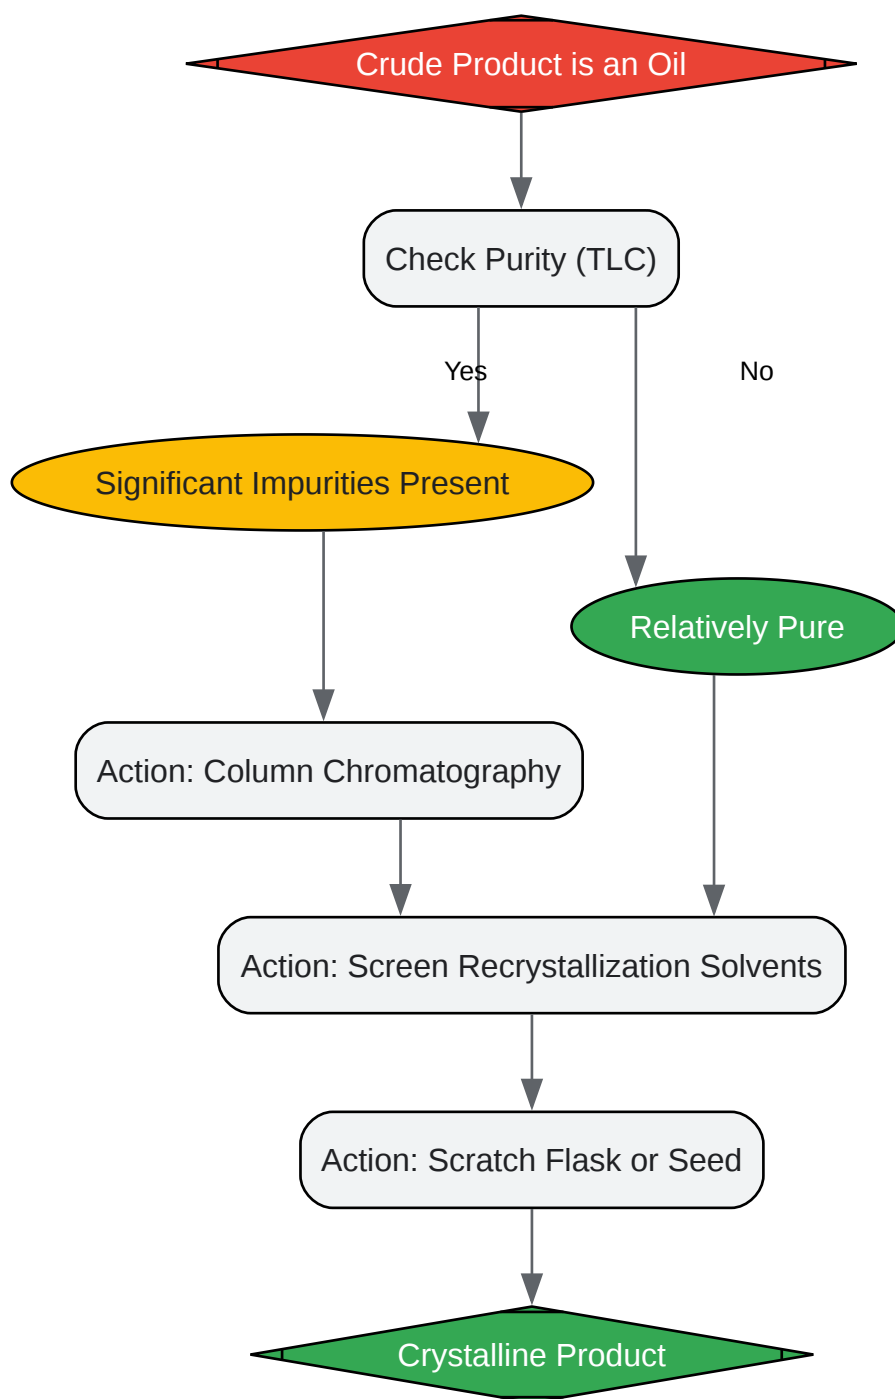 Crude Product is an Oil
Check Purity (TLC)
Yes
No
Significant Impurities Present
Relatively Pure
Action: Column Chromatography
Action: Screen Recrystallization Solvents
Action: Scratch Flask or Seed
Crystalline Product